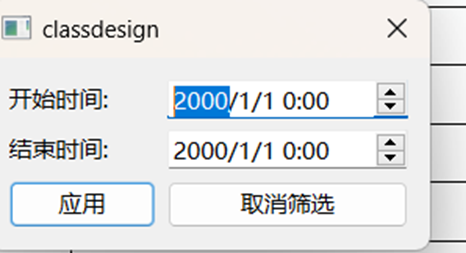 classdesign
开始时间: 2000/1/1 0:00
结束时间: 2000/1/1 0:00
应用 取消筛选